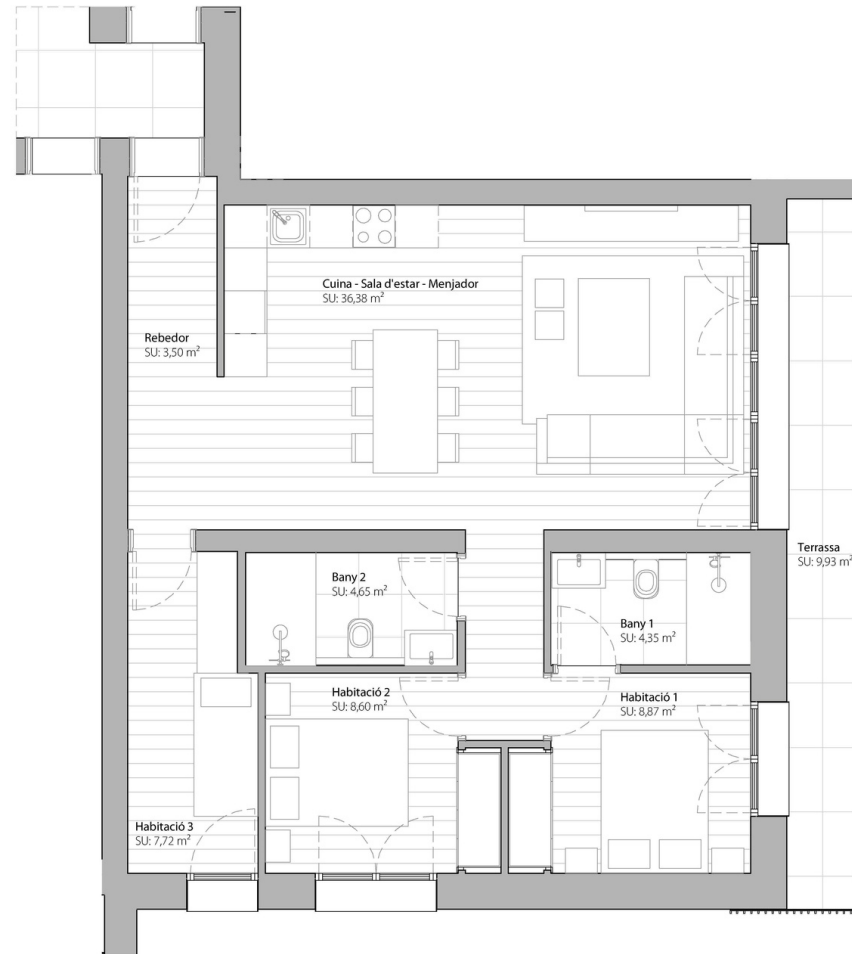 Cuina - Sala d'estar - Menjador
SU: 36,38 m²
Rebedor
SU: 3,50 m²
Terrassa
SU: 9,93 m²
Bany 2
SU: 4,65 m²
Bany 1
SU: 4,35 m²
Habitació 2
SU: 8,60 m²
Habitació 1
SU: 8,87 m²
Habitació 3
SU: 7,72 m²